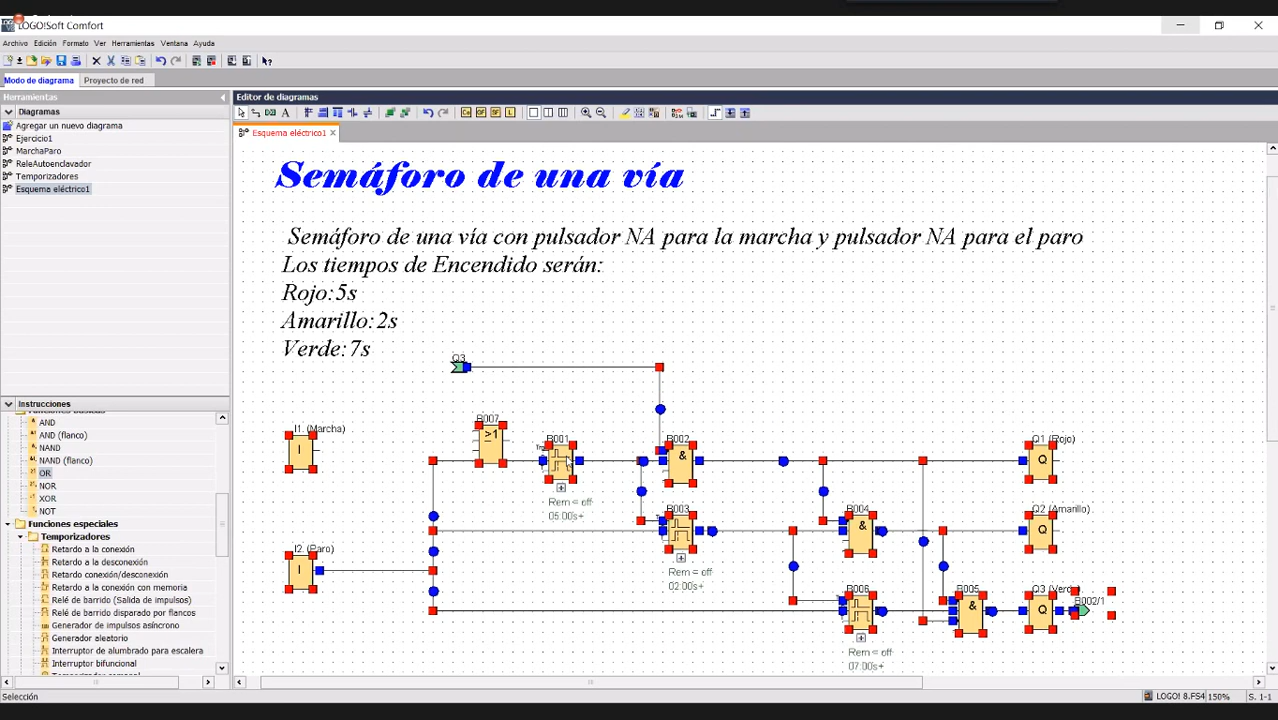 LOGO!Soft Comfort
Archivo Edición Formato Ver Herramientas Ventana Ayuda
Modo de diagrama Proyecto de red
Herramientas
Diagramas
Agregar un nuevo diagrama
Ejercicio1
MarchaParo
ReleAutoenclavador
Temporizadores
Esquema eléctrico1
Instrucciones
Funciones básicas
AND
AND (flanco)
NAND
NAND (flanco)
OR
NOR
XOR
NOT
Funciones especiales
Temporizadores
Retardo a la conexión
Retardo a la desconexión
Retardo conexión/desconexión
Retardo a la conexión con memoria
Relé de barrido (Salida de impulsos)
Relé de barrido disparado por flancos
Generador de impulsos asíncrono
Generador aleatorio
Interruptor de alumbrado para escalera
Interruptor bifuncional
Selección
Editor de diagramas
Esquema eléctrico1
Semáforo de una vía
Semáforo de una vía con pulsador NA para la marcha y pulsador NA para el paro
Los tiempos de Encendido serán:
Rojo:5s
Amarillo:2s
Verde:7s
Q3
I1 (Marcha)
B007
≥1
B001
B002
&
Q1 (Rojo)
I
Q
Rem = off
05:00s+
B003
B004
&
Q2 (Amarillo)
Q
I2 (Paro)
I
Rem = off
02:00s+
B006
B005
&
Q3 (Verde)
Q
B002/1
Rem = off
07:00s+
LOGO! 8.FS4 150% S. 1-1